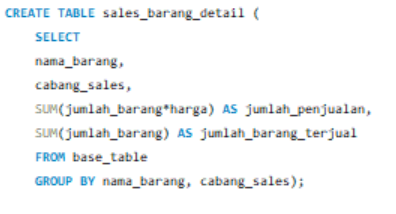 CREATE TABLE sales_barang_detail (
SELECT
nama_barang,
cabang_sales,
SUM(jumlah_barang*harga) AS jumlah_penjualan,
SUM(jumlah_barang) AS jumlah_barang_terjual
FROM base_table
GROUP BY nama_barang, cabang_sales);